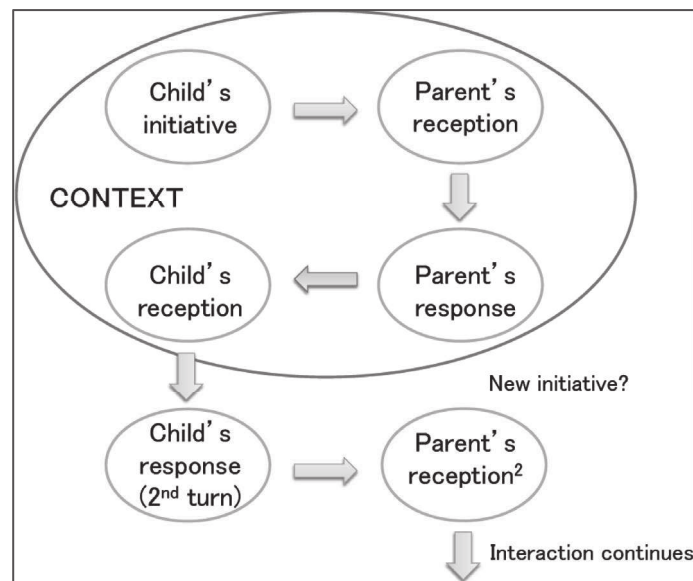 Child's
initiative
Parent's
reception
CONTEXT
Child's
reception
Parent's
response
New initiative?
Child's
response
(2nd turn)
Parent's
reception2
Interaction continues